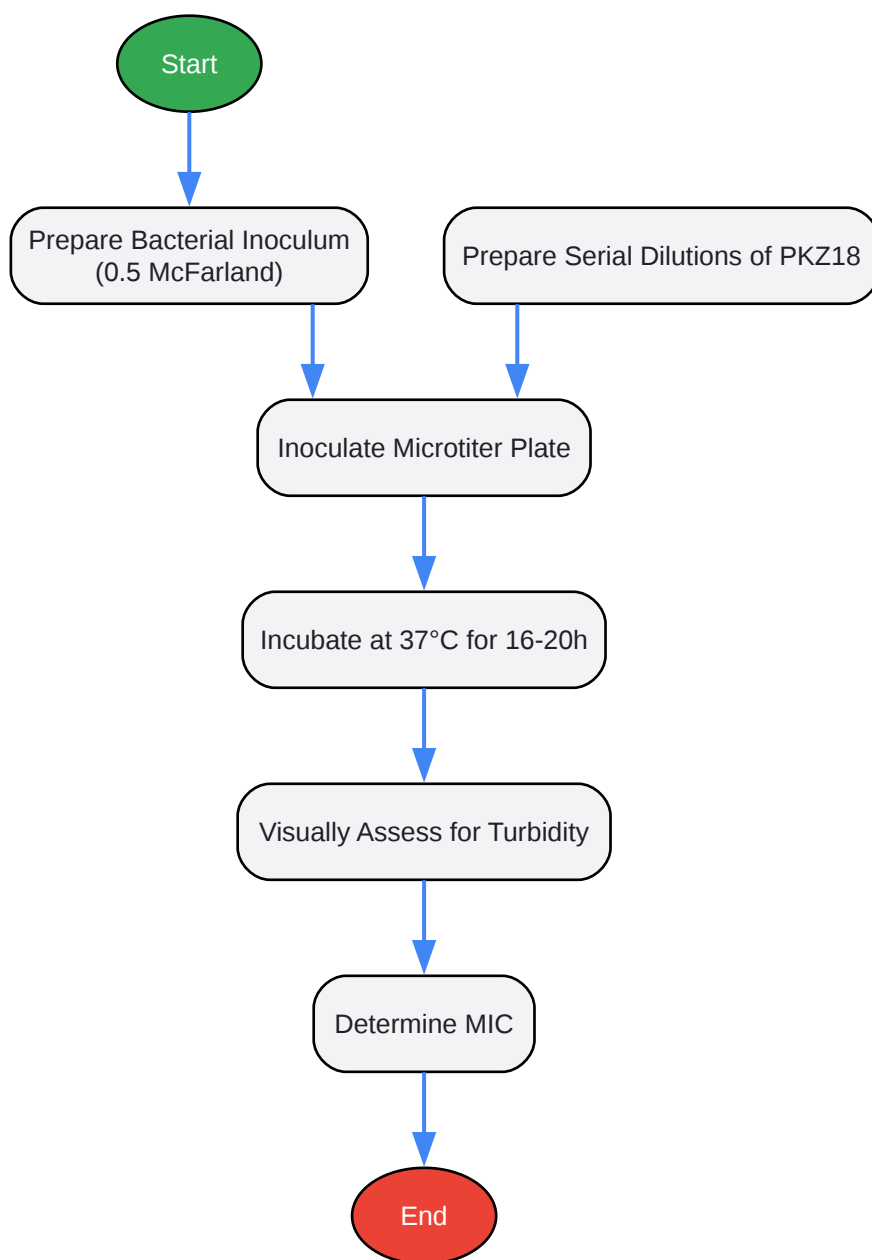 Start
Prepare Bacterial Inoculum
(0.5 McFarland)
Prepare Serial Dilutions of PKZ18
Inoculate Microtiter Plate
Incubate at 37°C for 16-20h
Visually Assess for Turbidity
Determine MIC
End